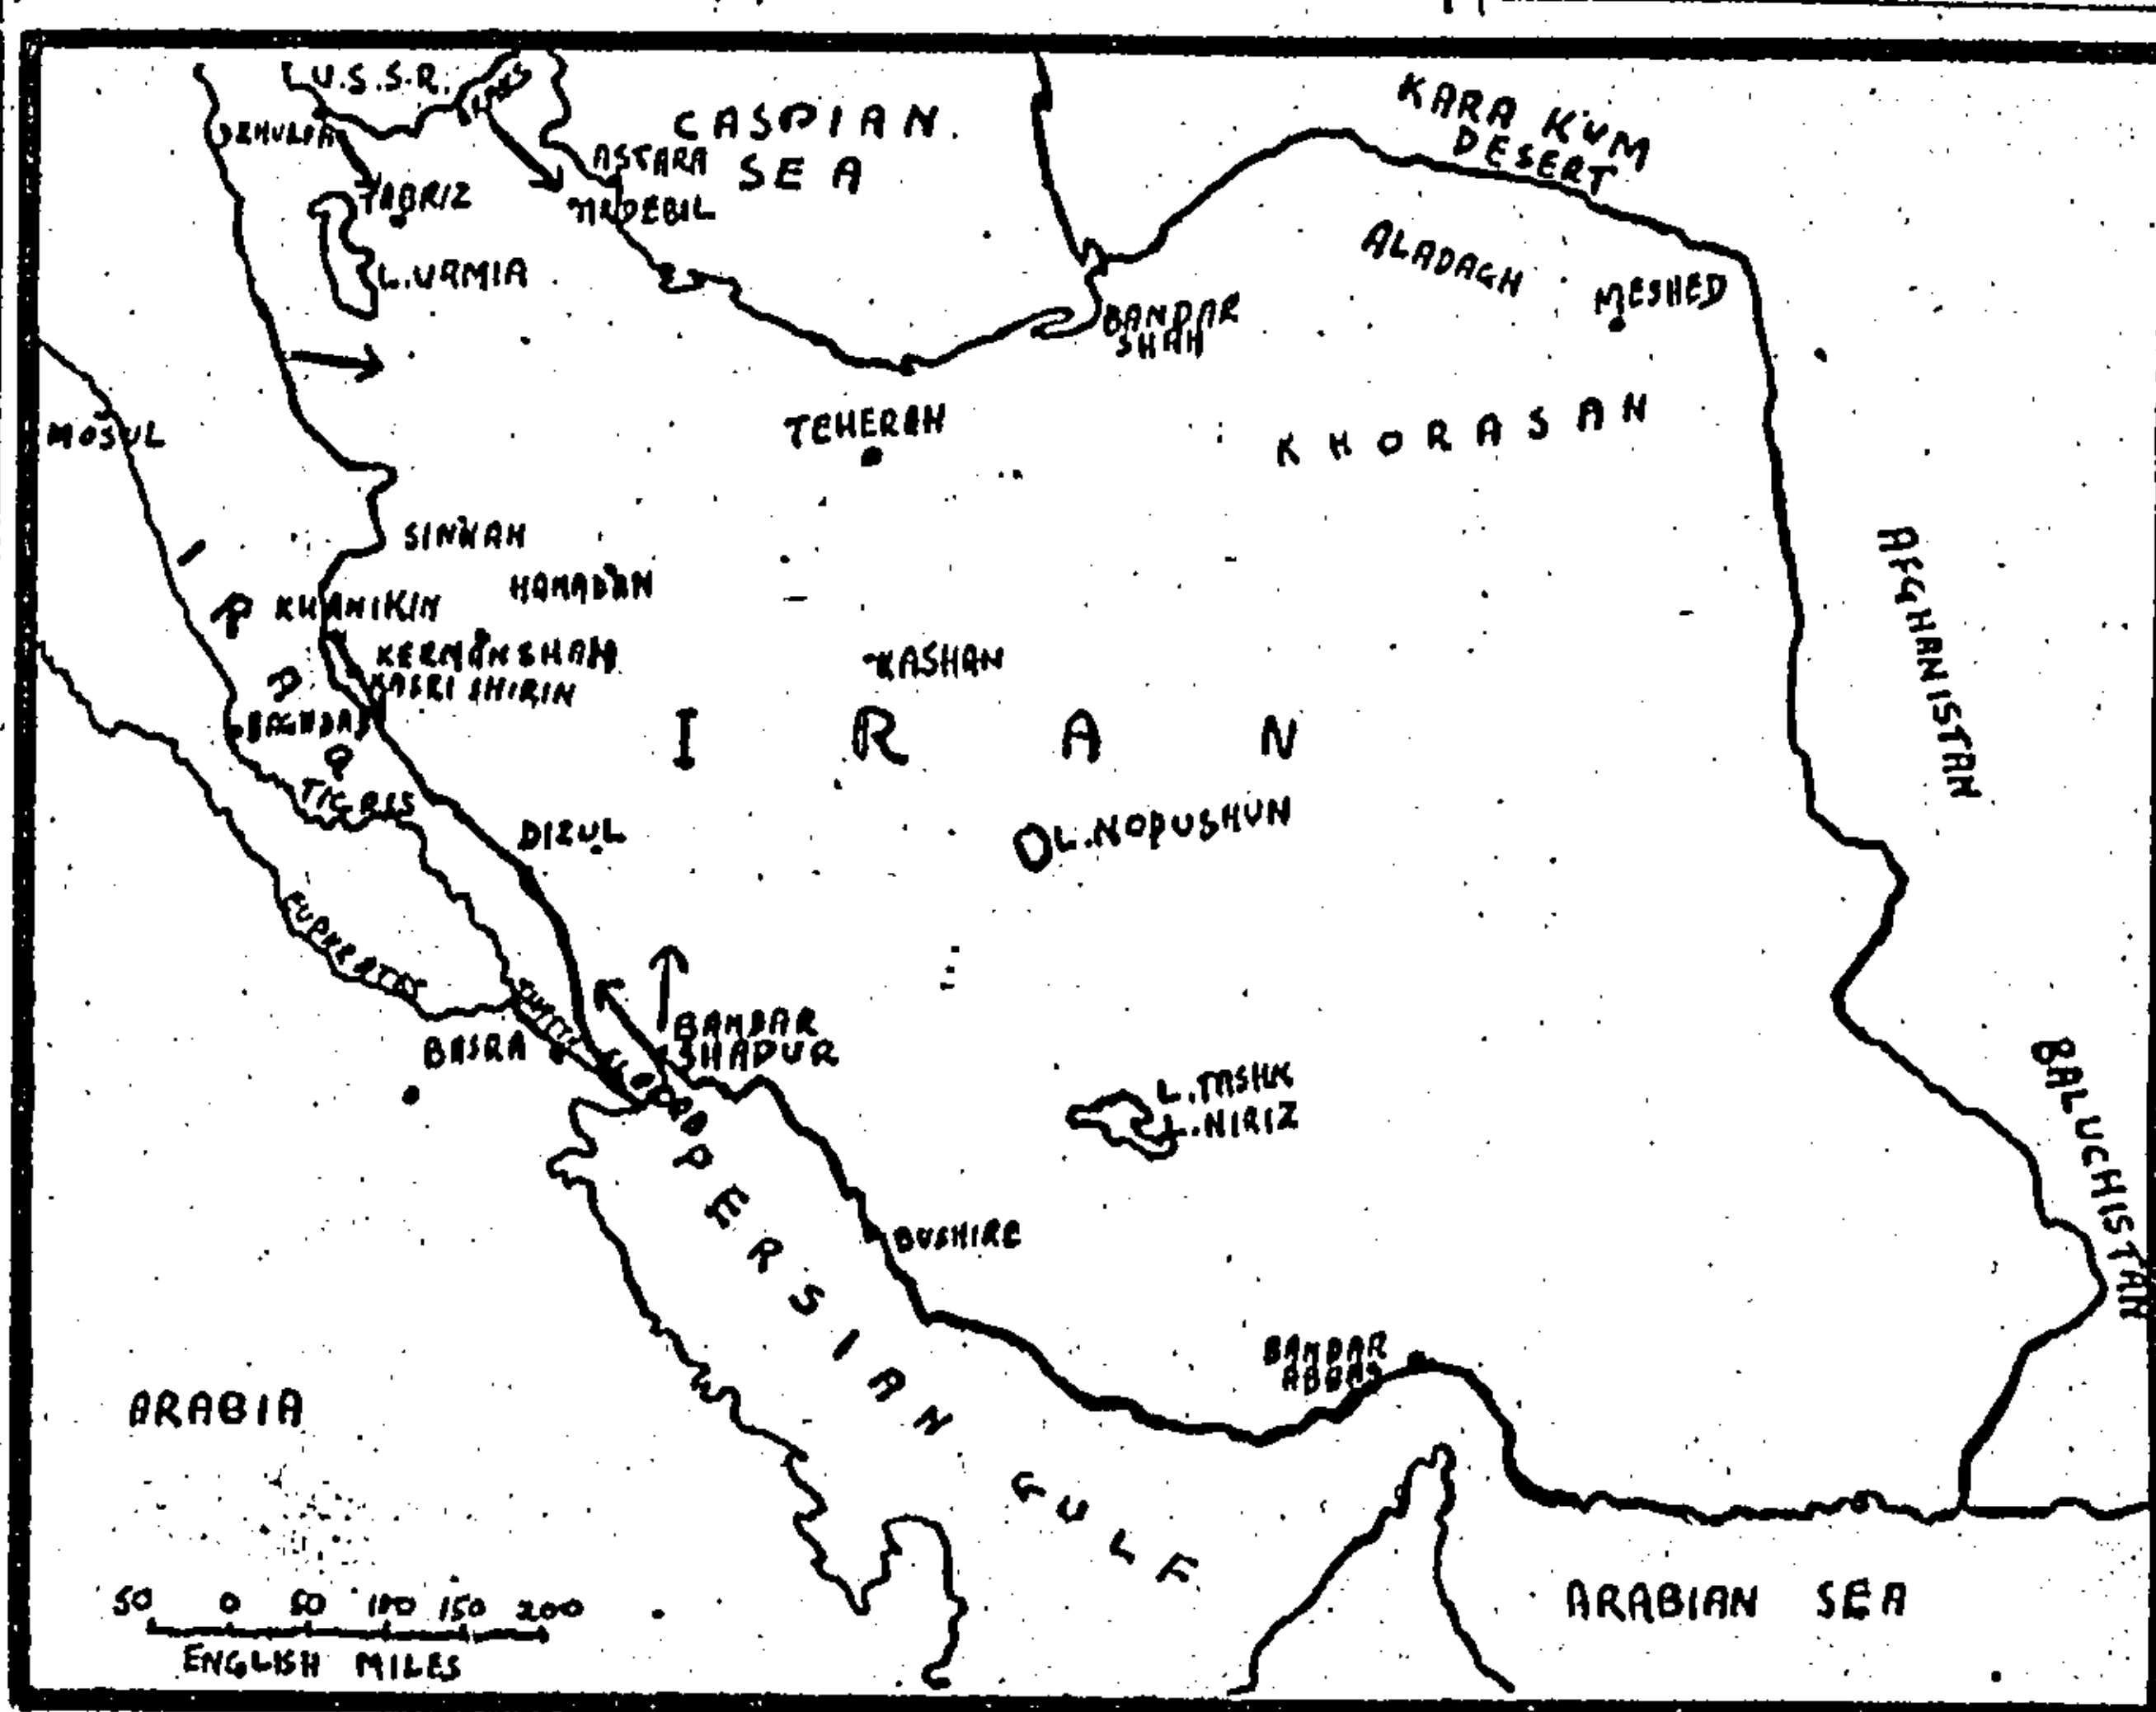 U.S.S.R.
CASPIAN
SEA
KARA KUM
DESERT
ASTARA
TABRIZ
L.URMIA
ALADAGH
MESHED
BANDAR
SHAH
MOSUL
TEHERAN
KHORASAN
SINNAH
HAMADAN
KHANIKIN
KERMANSHAH
KASRI SHIRIN
KASHAN
BAGHDAD
IRAQ
IRAN
AFGHANISTAN
TIGRIS
DIZUL
L.NOPUSHUN
EUPHRATES
BANDAR
SHAPUR
BASRA
L.TASHK
L.NIRIZ
BALUCHISTAN
PERSIAN GULF
BUSHIRE
BANDAR
ABBAS
ARABIA
ARABIAN SEA
50 0 50 100 150 200
ENGLISH MILES